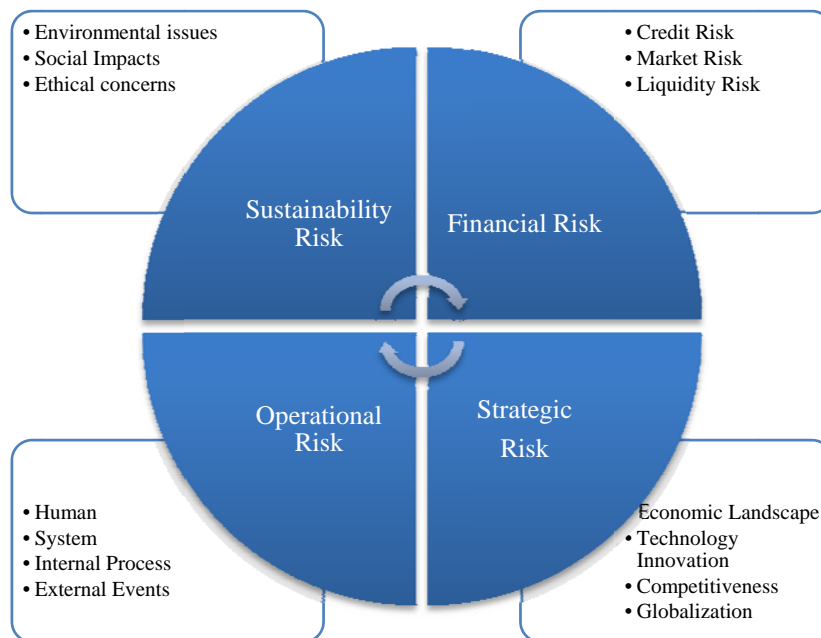 • Environmental issues
• Social Impacts
• Ethical concerns
• Credit Risk
• Market Risk
• Liquidity Risk
Sustainability
Risk
Financial Risk
Operational
Risk
Strategic
Risk
• Human
• System
• Internal Process
• External Events
Economic Landscape
• Technology
Innovation
• Competitiveness
• Globalization